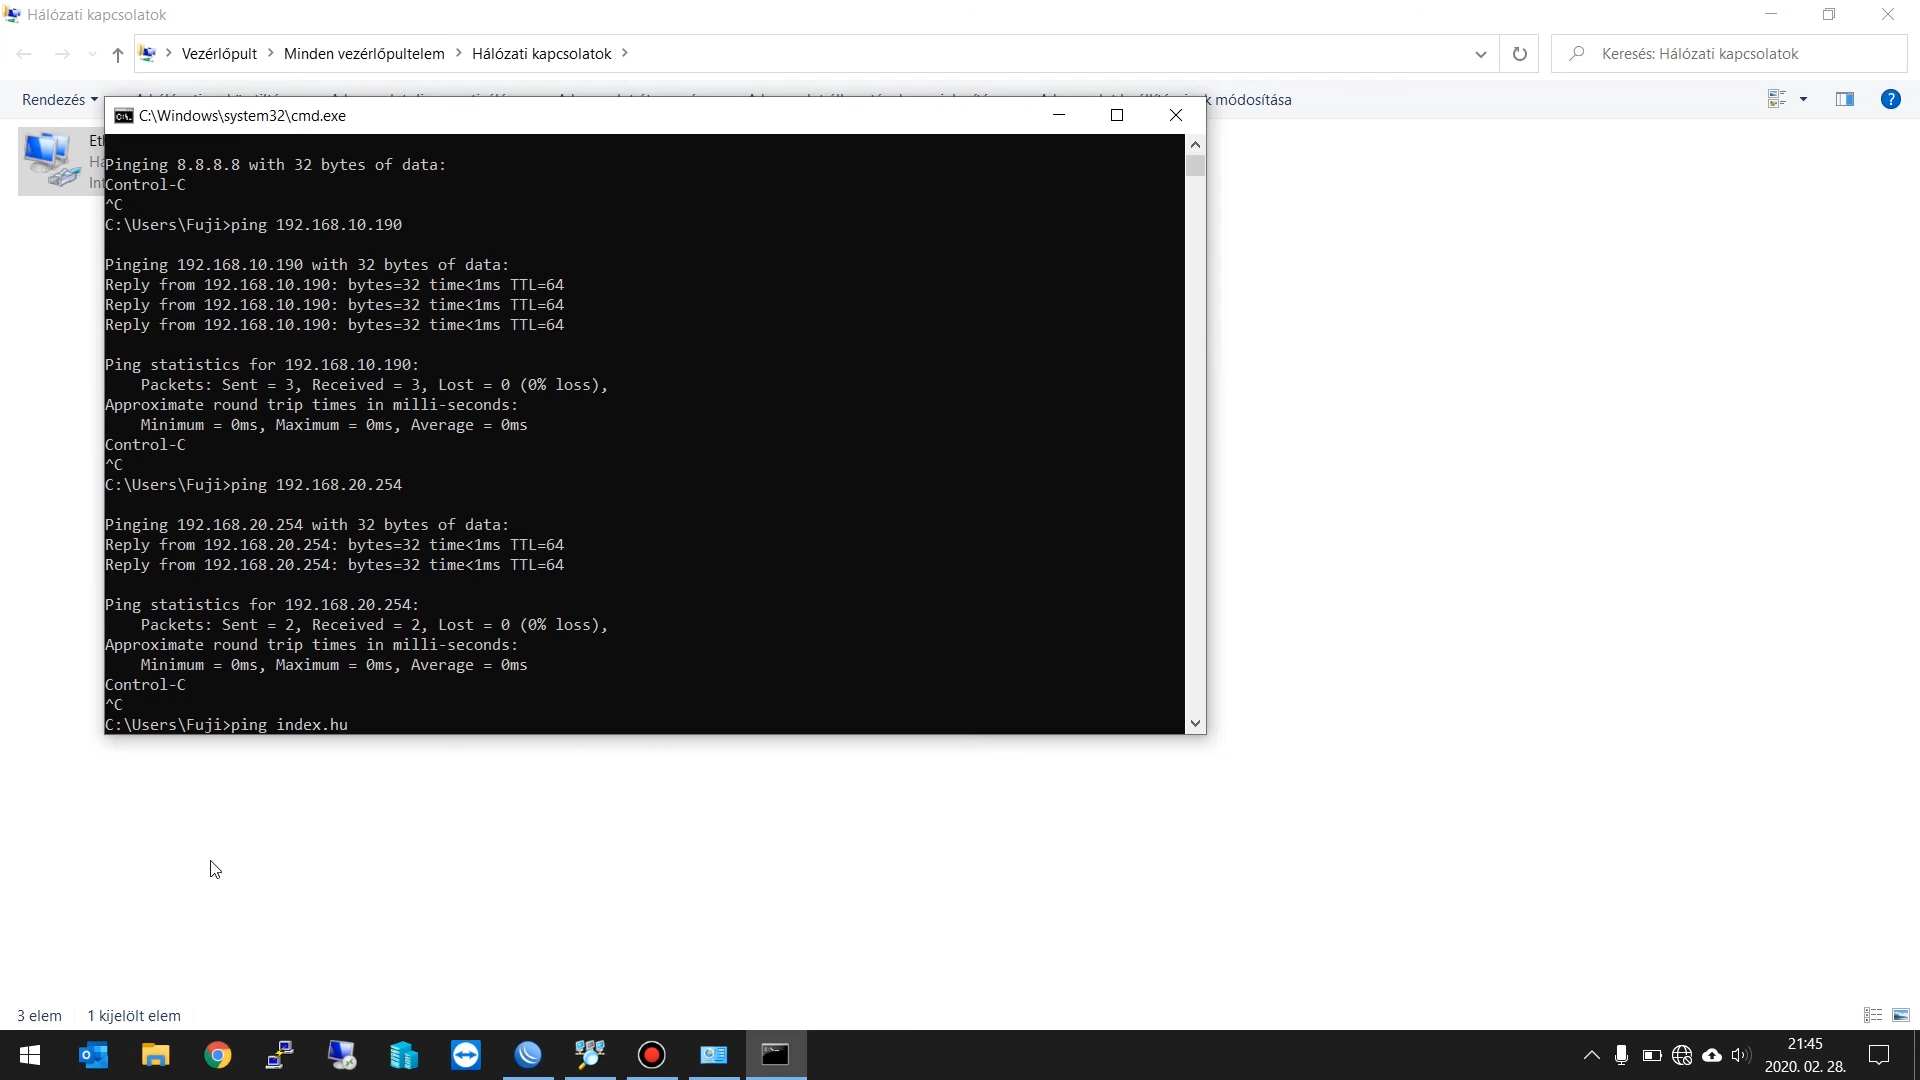 Hálózati kapcsolatok
Vezérlőpult
Minden vezérlőpultelem
Hálózati kapcsolatok
Keresés: Hálózati kapcsolatok
Rendezés
módosítása
C:\Windows\system32\cmd.exe
Pinging 8.8.8.8 with 32 bytes of data:
Control-C
^C
C:\Users\Fuji>ping 192.168.10.190
Pinging 192.168.10.190 with 32 bytes of data:
Reply from 192.168.10.190: bytes=32 time<1ms TTL=64
Reply from 192.168.10.190: bytes=32 time<1ms TTL=64
Reply from 192.168.10.190: bytes=32 time<1ms TTL=64
Ping statistics for 192.168.10.190:
Packets: Sent = 3, Received = 3, Lost = 0 (0% loss),
Approximate round trip times in milli-seconds:
Minimum = 0ms, Maximum = 0ms, Average = 0ms
Control-C
^C
C:\Users\Fuji>ping 192.168.20.254
Pinging 192.168.20.254 with 32 bytes of data:
Reply from 192.168.20.254: bytes=32 time<1ms TTL=64
Reply from 192.168.20.254: bytes=32 time<1ms TTL=64
Ping statistics for 192.168.20.254:
Packets: Sent = 2, Received = 2, Lost = 0 (0% loss),
Approximate round trip times in milli-seconds:
Minimum = 0ms, Maximum = 0ms, Average = 0ms
Control-C
^C
C:\Users\Fuji>ping index.hu
3 elem
1 kijelölt elem
21:45
2020. 02. 28.